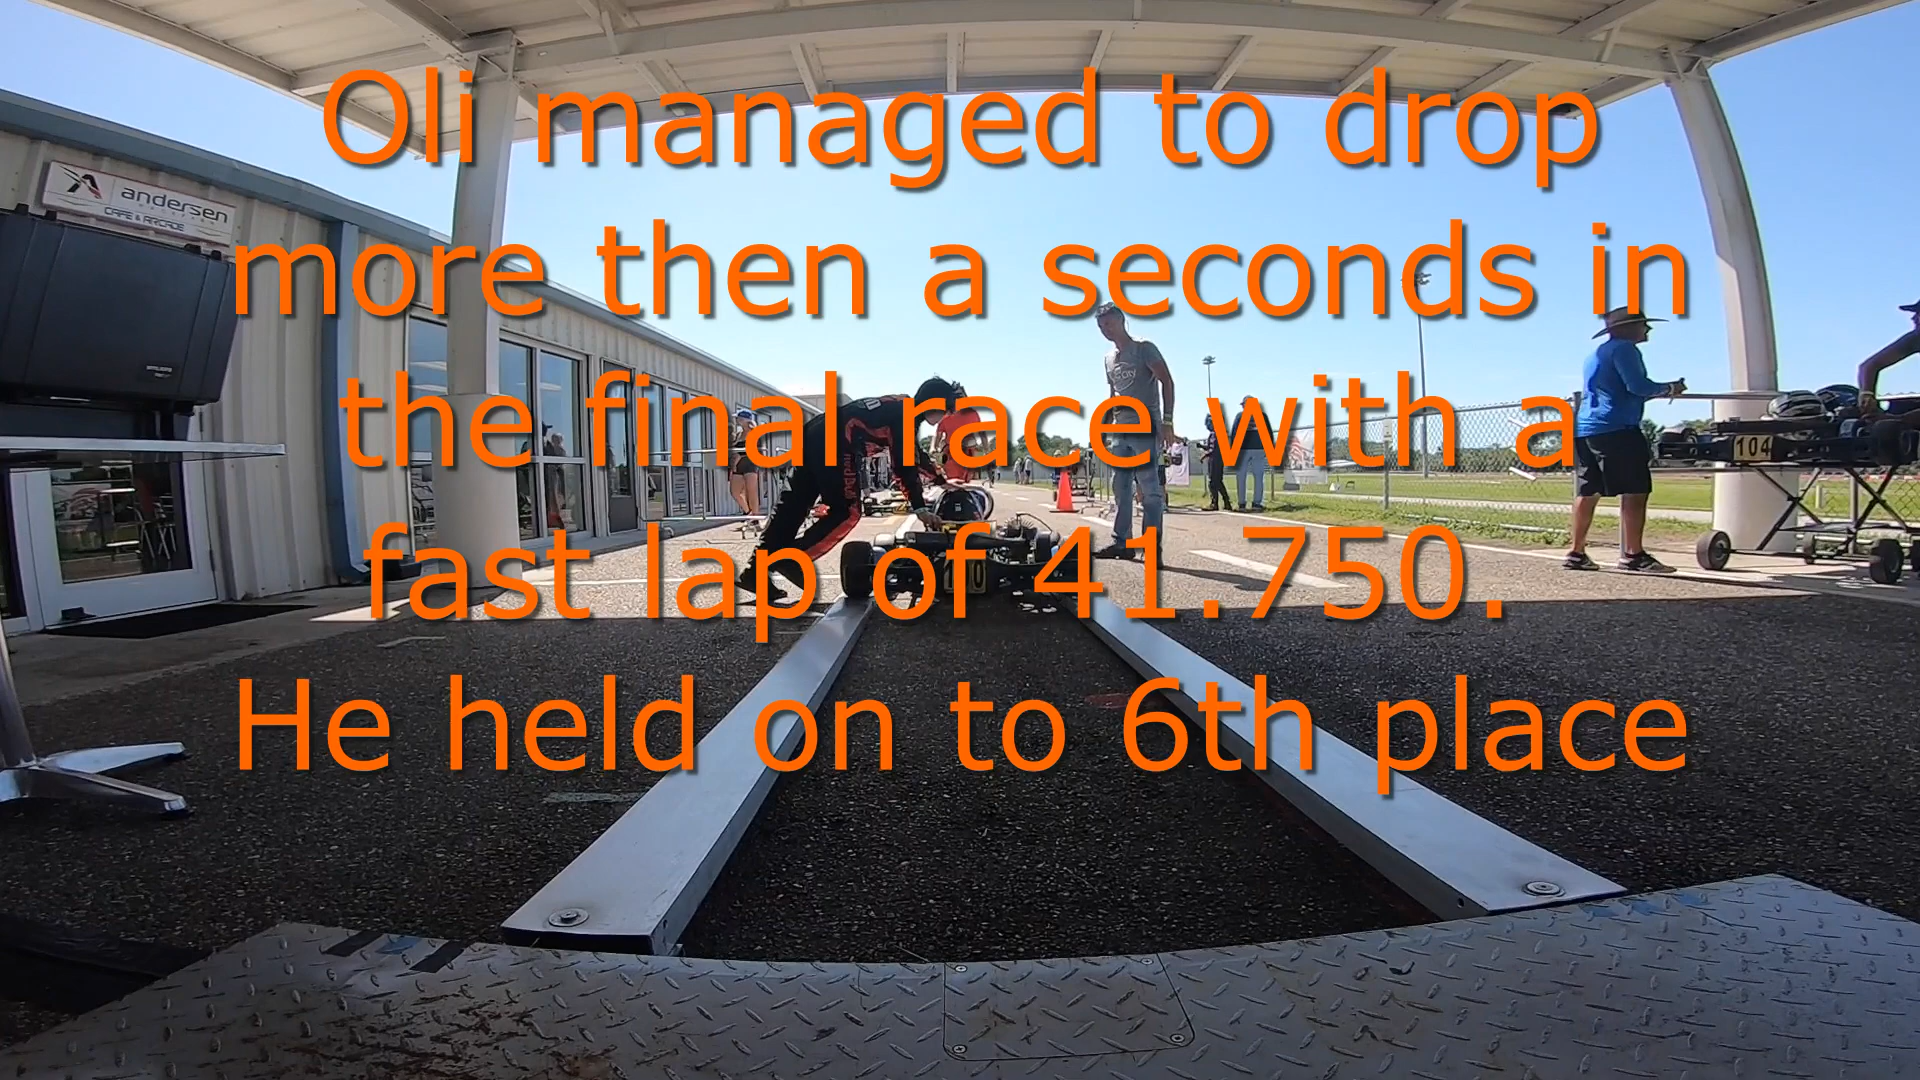 Oli managed to drop
more then a seconds in
the final race with a
fast lap of 41.750.
He held on to 6th place
andersen
CAFE & ARCADE
104